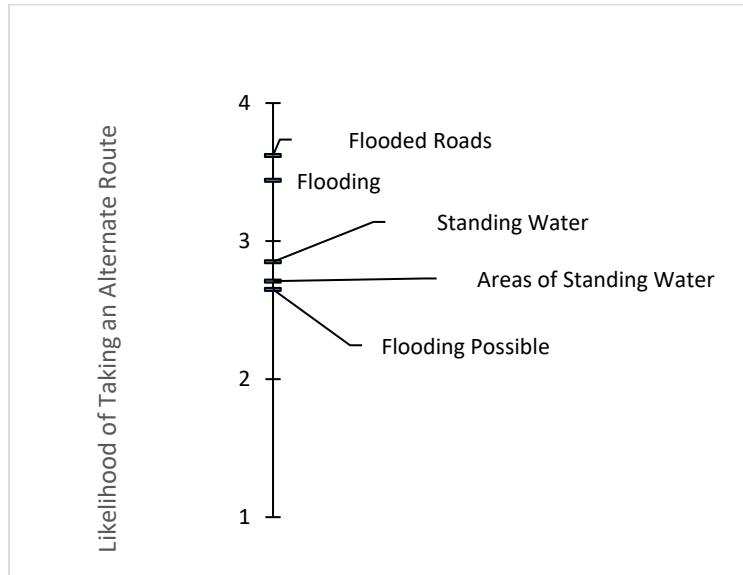 Likelihood of Taking an Alternate Route
4
Flooded Roads
Flooding
Standing Water
3
Areas of Standing Water
Flooding Possible
2
1